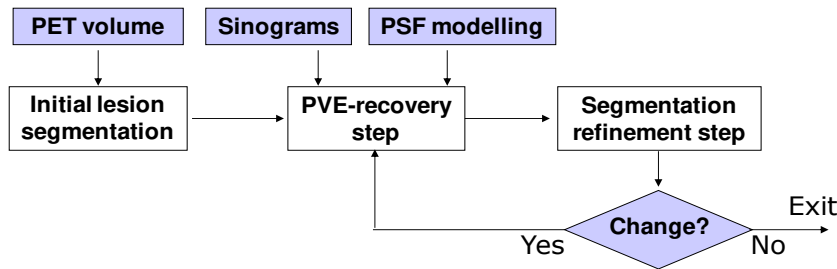 PET volume
Sinograms
PSF modelling
Initial lesion
segmentation
PVE-recovery
step
Segmentation
refinement step
Change?
Yes
No
Exit